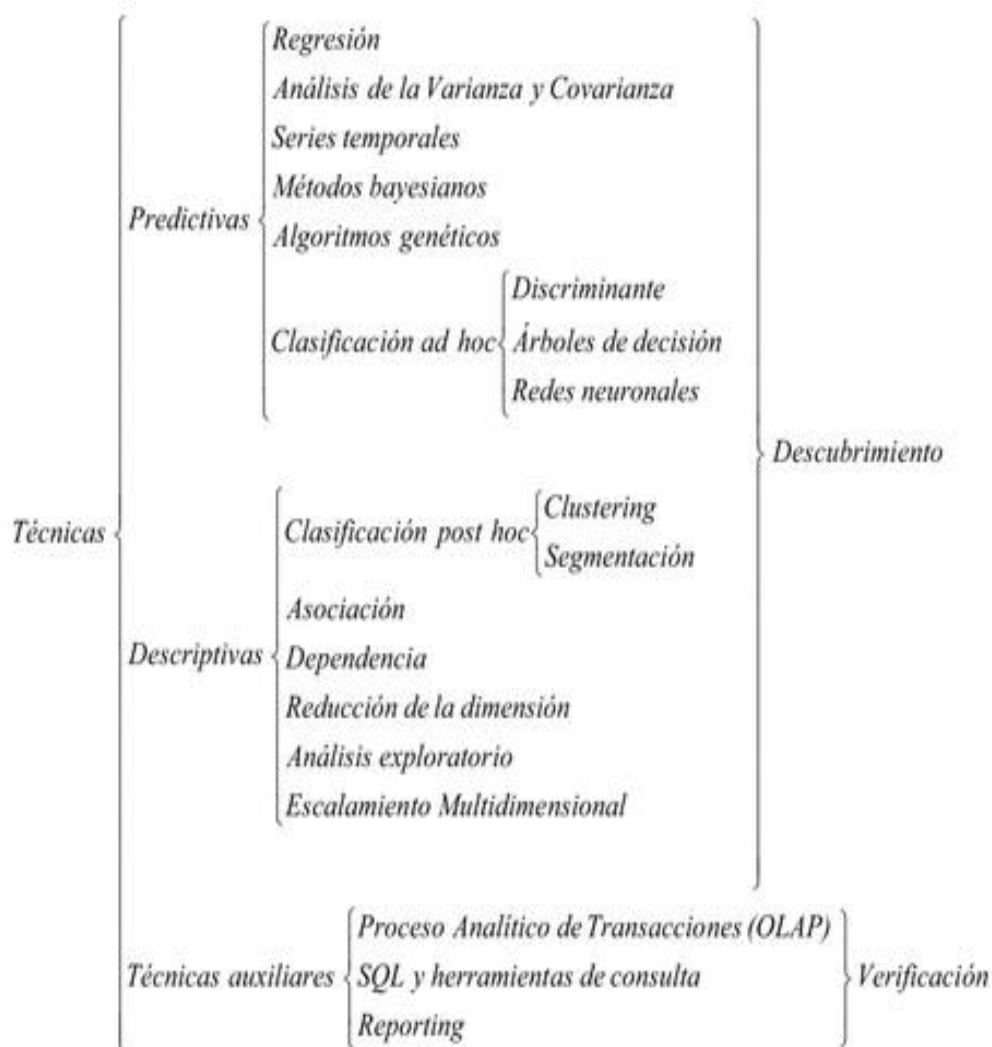 Técnicas
Predictivas
Regresión
Análisis de la Varianza y Covarianza
Series temporales
Métodos bayesianos
Algoritmos genéticos
Clasificación ad hoc
Discriminante
Árboles de decisión
Redes neuronales
Descriptivas
Clasificación post hoc
Clustering
Segmentación
Asociación
Dependencia
Reducción de la dimensión
Análisis exploratorio
Escalamiento Multidimensional
Descubrimiento
Técnicas auxiliares
Proceso Analítico de Transacciones (OLAP)
SQL y herramientas de consulta
Reporting
Verificación